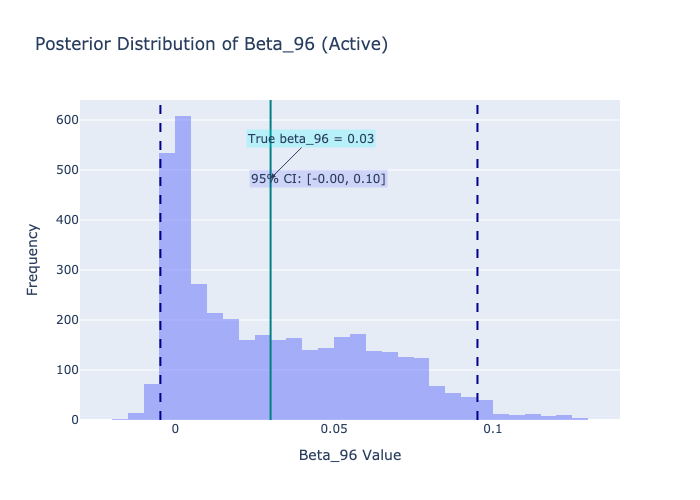 Posterior Distribution of Beta_96 (Active)
600
500
400
300
200
100
0
Frequency
True beta_96 = 0.03
95% CI: [-0.00, 0.10]
0
0.05
0.1
Beta_96 Value